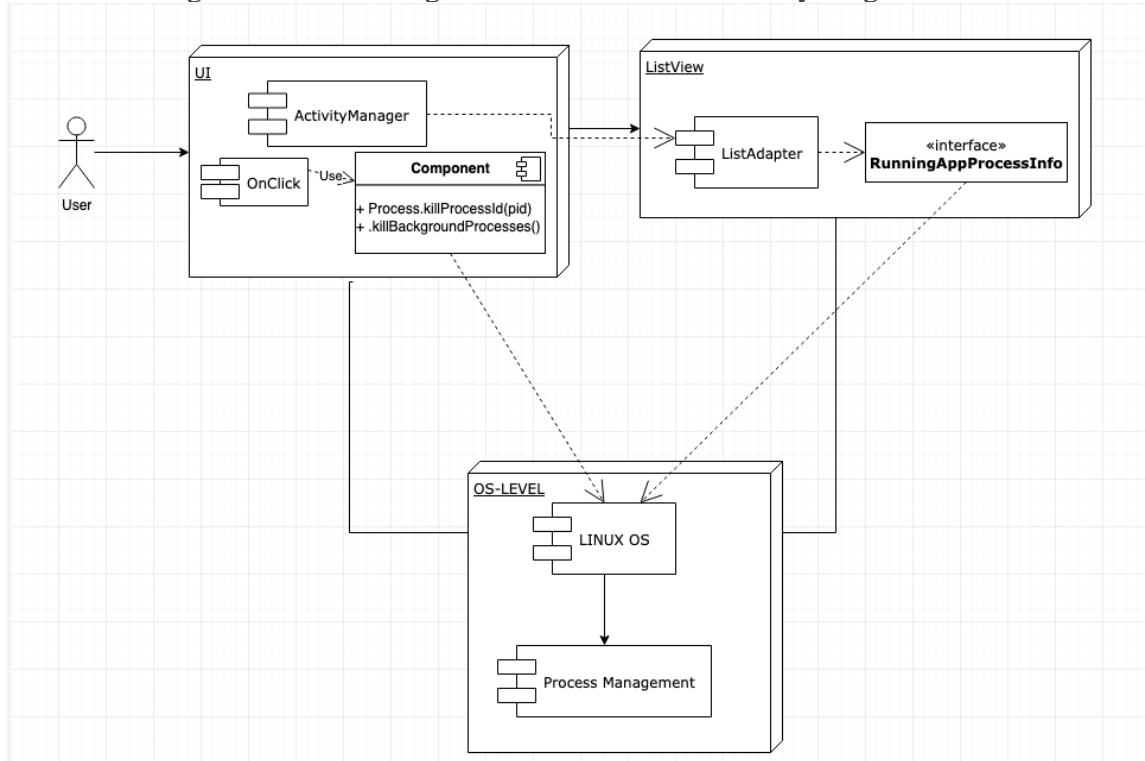 UI
ActivityManager
OnClick
Use
Component
+ Process.killProcessId(pid)
+ .killBackgroundProcesses()
User
ListView
ListAdapter
«interface»
RunningAppProcessInfo
OS-LEVEL
LINUX OS
Process Management